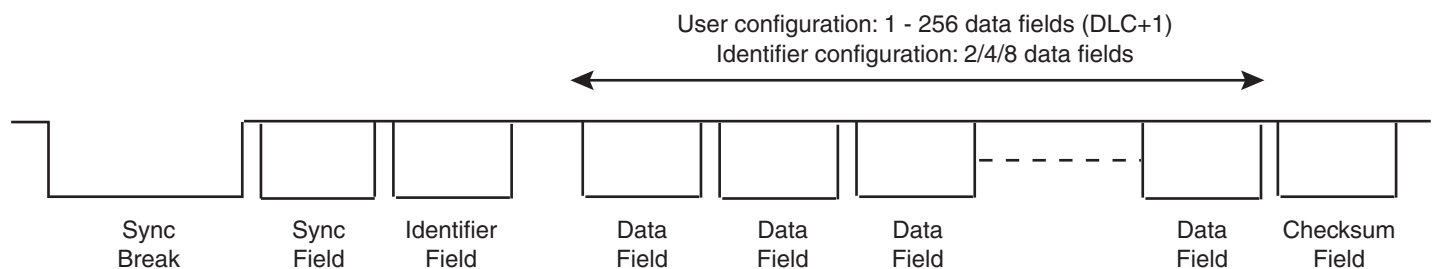 User configuration: 1 - 256 data fields (DLC+1)
Identifier configuration: 2/4/8 data fields
Sync Break
Sync Field
Identifier Field
Data Field
Data Field
Data Field
Data Field
Checksum Field